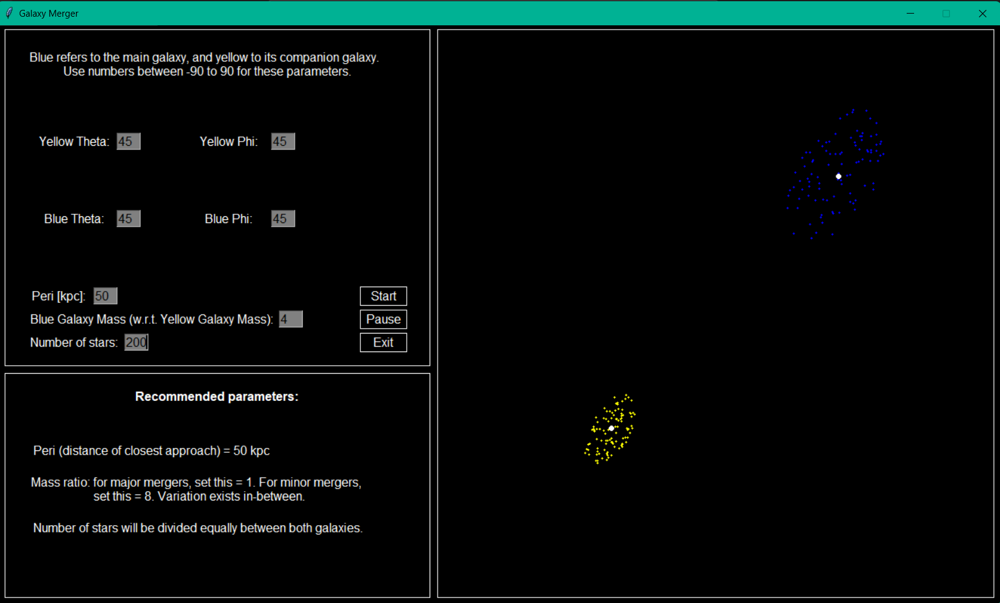 Galaxy Merger
Blue refers to the main galaxy, and yellow to its companion galaxy.
Use numbers between -90 to 90 for these parameters.
Yellow Theta: 45 Yellow Phi: 45
Blue Theta: 45 Blue Phi: 45
Peri [kpc]: 50 Start
Blue Galaxy Mass (w.r.t. Yellow Galaxy Mass): 4 Pause
Number of stars: 200 Exit
Recommended parameters:
Peri (distance of closest approach) = 50 kpc
Mass ratio: for major mergers, set this = 1. For minor mergers,
set this = 8. Variation exists in-between.
Number of stars will be divided equally between both galaxies.